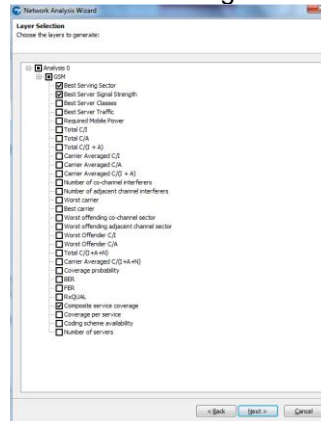 Network Analysis Wizard
Layer Selection
Choose the layers to generate:
Analysis 0
GSM
Best Serving Sector
Best Server Signal Strength
Best Server Classes
Best Server Traffic
Required Mobile Power
Total C/I
Total C/A
Total C/(I + A)
Carrier Averaged C/I
Carrier Averaged C/A
Carrier Averaged C/(I + A)
Number of co-channel interferers
Number of adjacent channel interferers
Worst carrier
Best carrier
Worst offending co-channel sector
Worst offending adjacent channel sector
Worst Offender C/I
Worst Offender C/A
Total C/(I+A+N)
Carrier Averaged C/(I+A+N)
Coverage probability
BER
FER
RxQUAL
Composite service coverage
Coverage per service
Coding scheme availability
Number of servers
< Back Next > Cancel